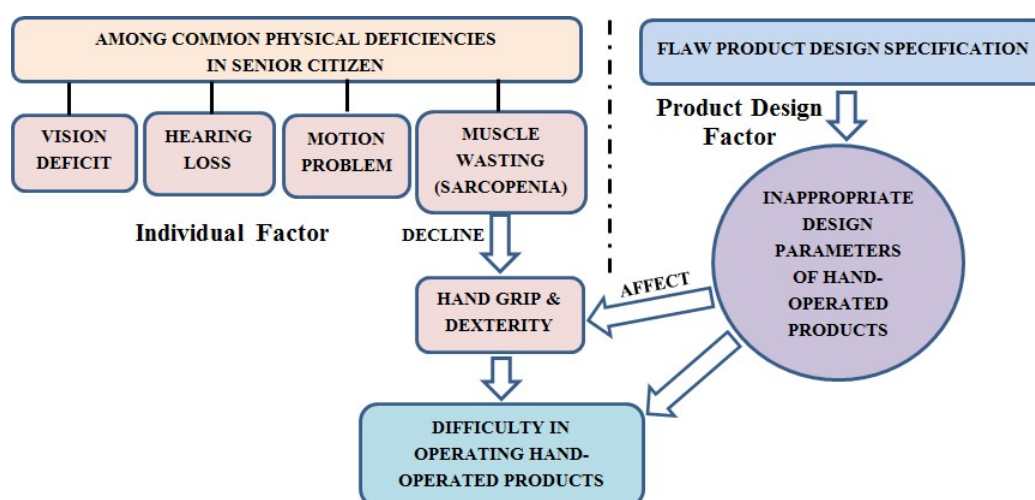 AMONG COMMON PHYSICAL DEFICIENCIES
IN SENIOR CITIZEN
VISION
DEFICIT
HEARING
LOSS
MOTION
PROBLEM
MUSCLE
WASTING
(SARCOPENIA)
Individual Factor
DECLINE
HAND GRIP &
DEXTERITY
FLAW PRODUCT DESIGN SPECIFICATION
Product Design
Factor
INAPPROPRIATE
DESIGN
PARAMETERS
OF HAND-
OPERATED
PRODUCTS
AFFECT
DIFFICULTY IN
OPERATING HAND-
OPERATED PRODUCTS